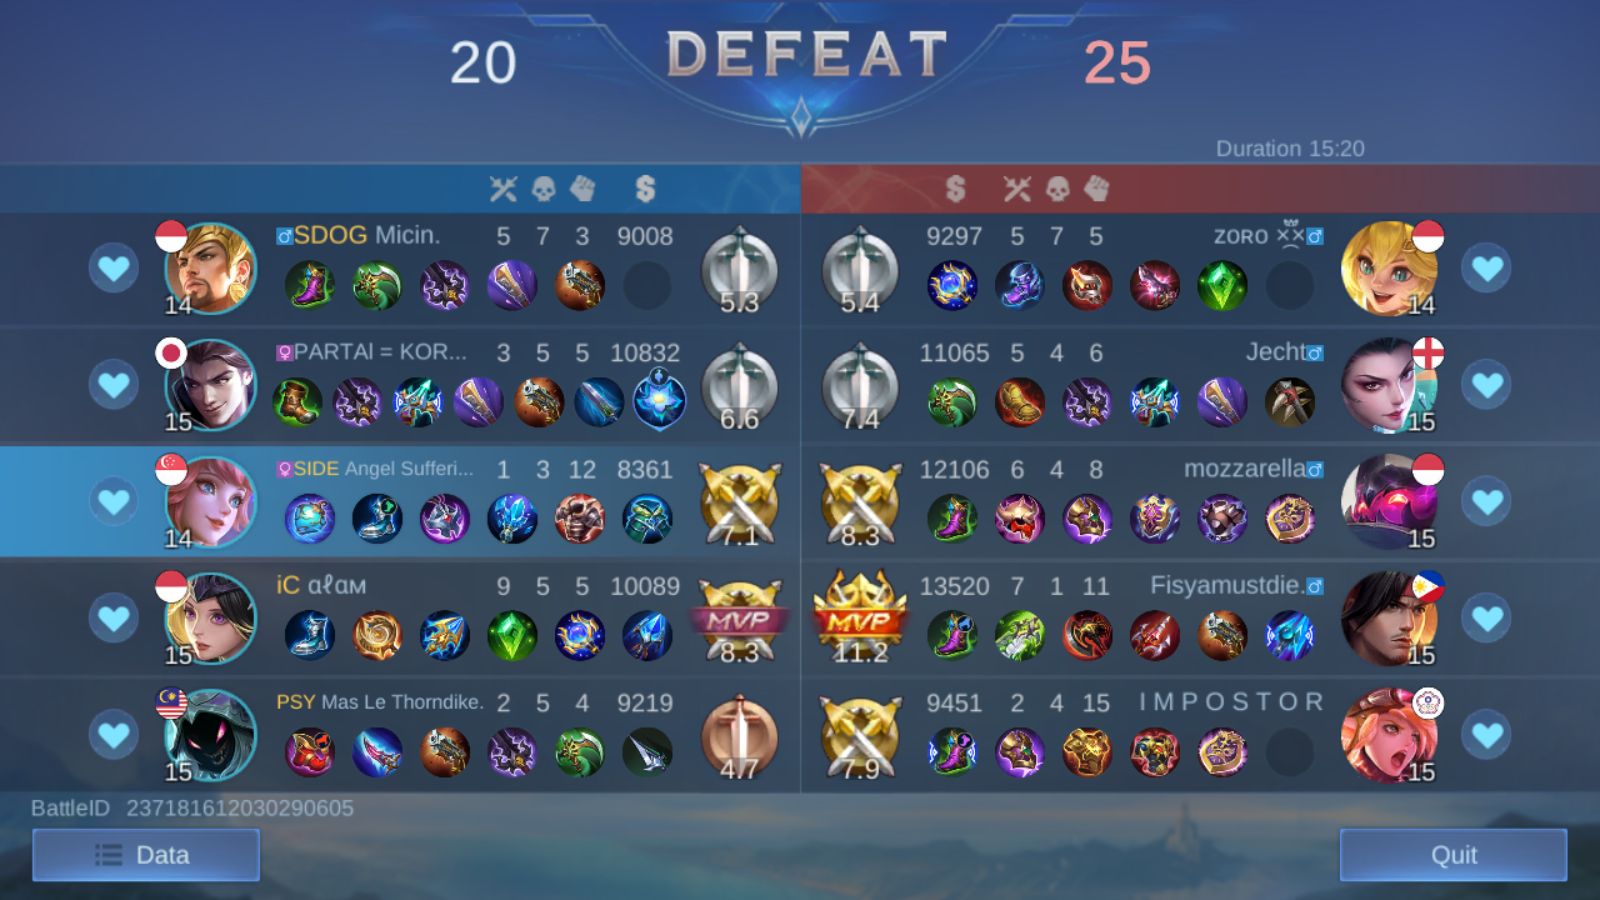 20 DEFEAT 25
Duration 15:20
SDOG Micin. 5 7 3 9008
14 5.3
9297 5 7 5 ZORO
5.4 14
PARTAl = KOR... 3 5 5 10832
15 6.6
11065 5 4 6 Jecht
7.4 15
SIDE Angel Sufferi... 1 3 12 8361
14 7.1
12106 6 4 8 mozzarella
8.3 15
iC αℓαм 9 5 5 10089
MVP
15 8.3
13520 7 1 11 Fisyamustdie.
MVP
11.2 15
PSY Mas Le Thorndike. 2 5 4 9219
15 4.7
9451 2 4 15 I M P O S T O R
7.9 15
BattleID 237181612030290605
Data
Quit